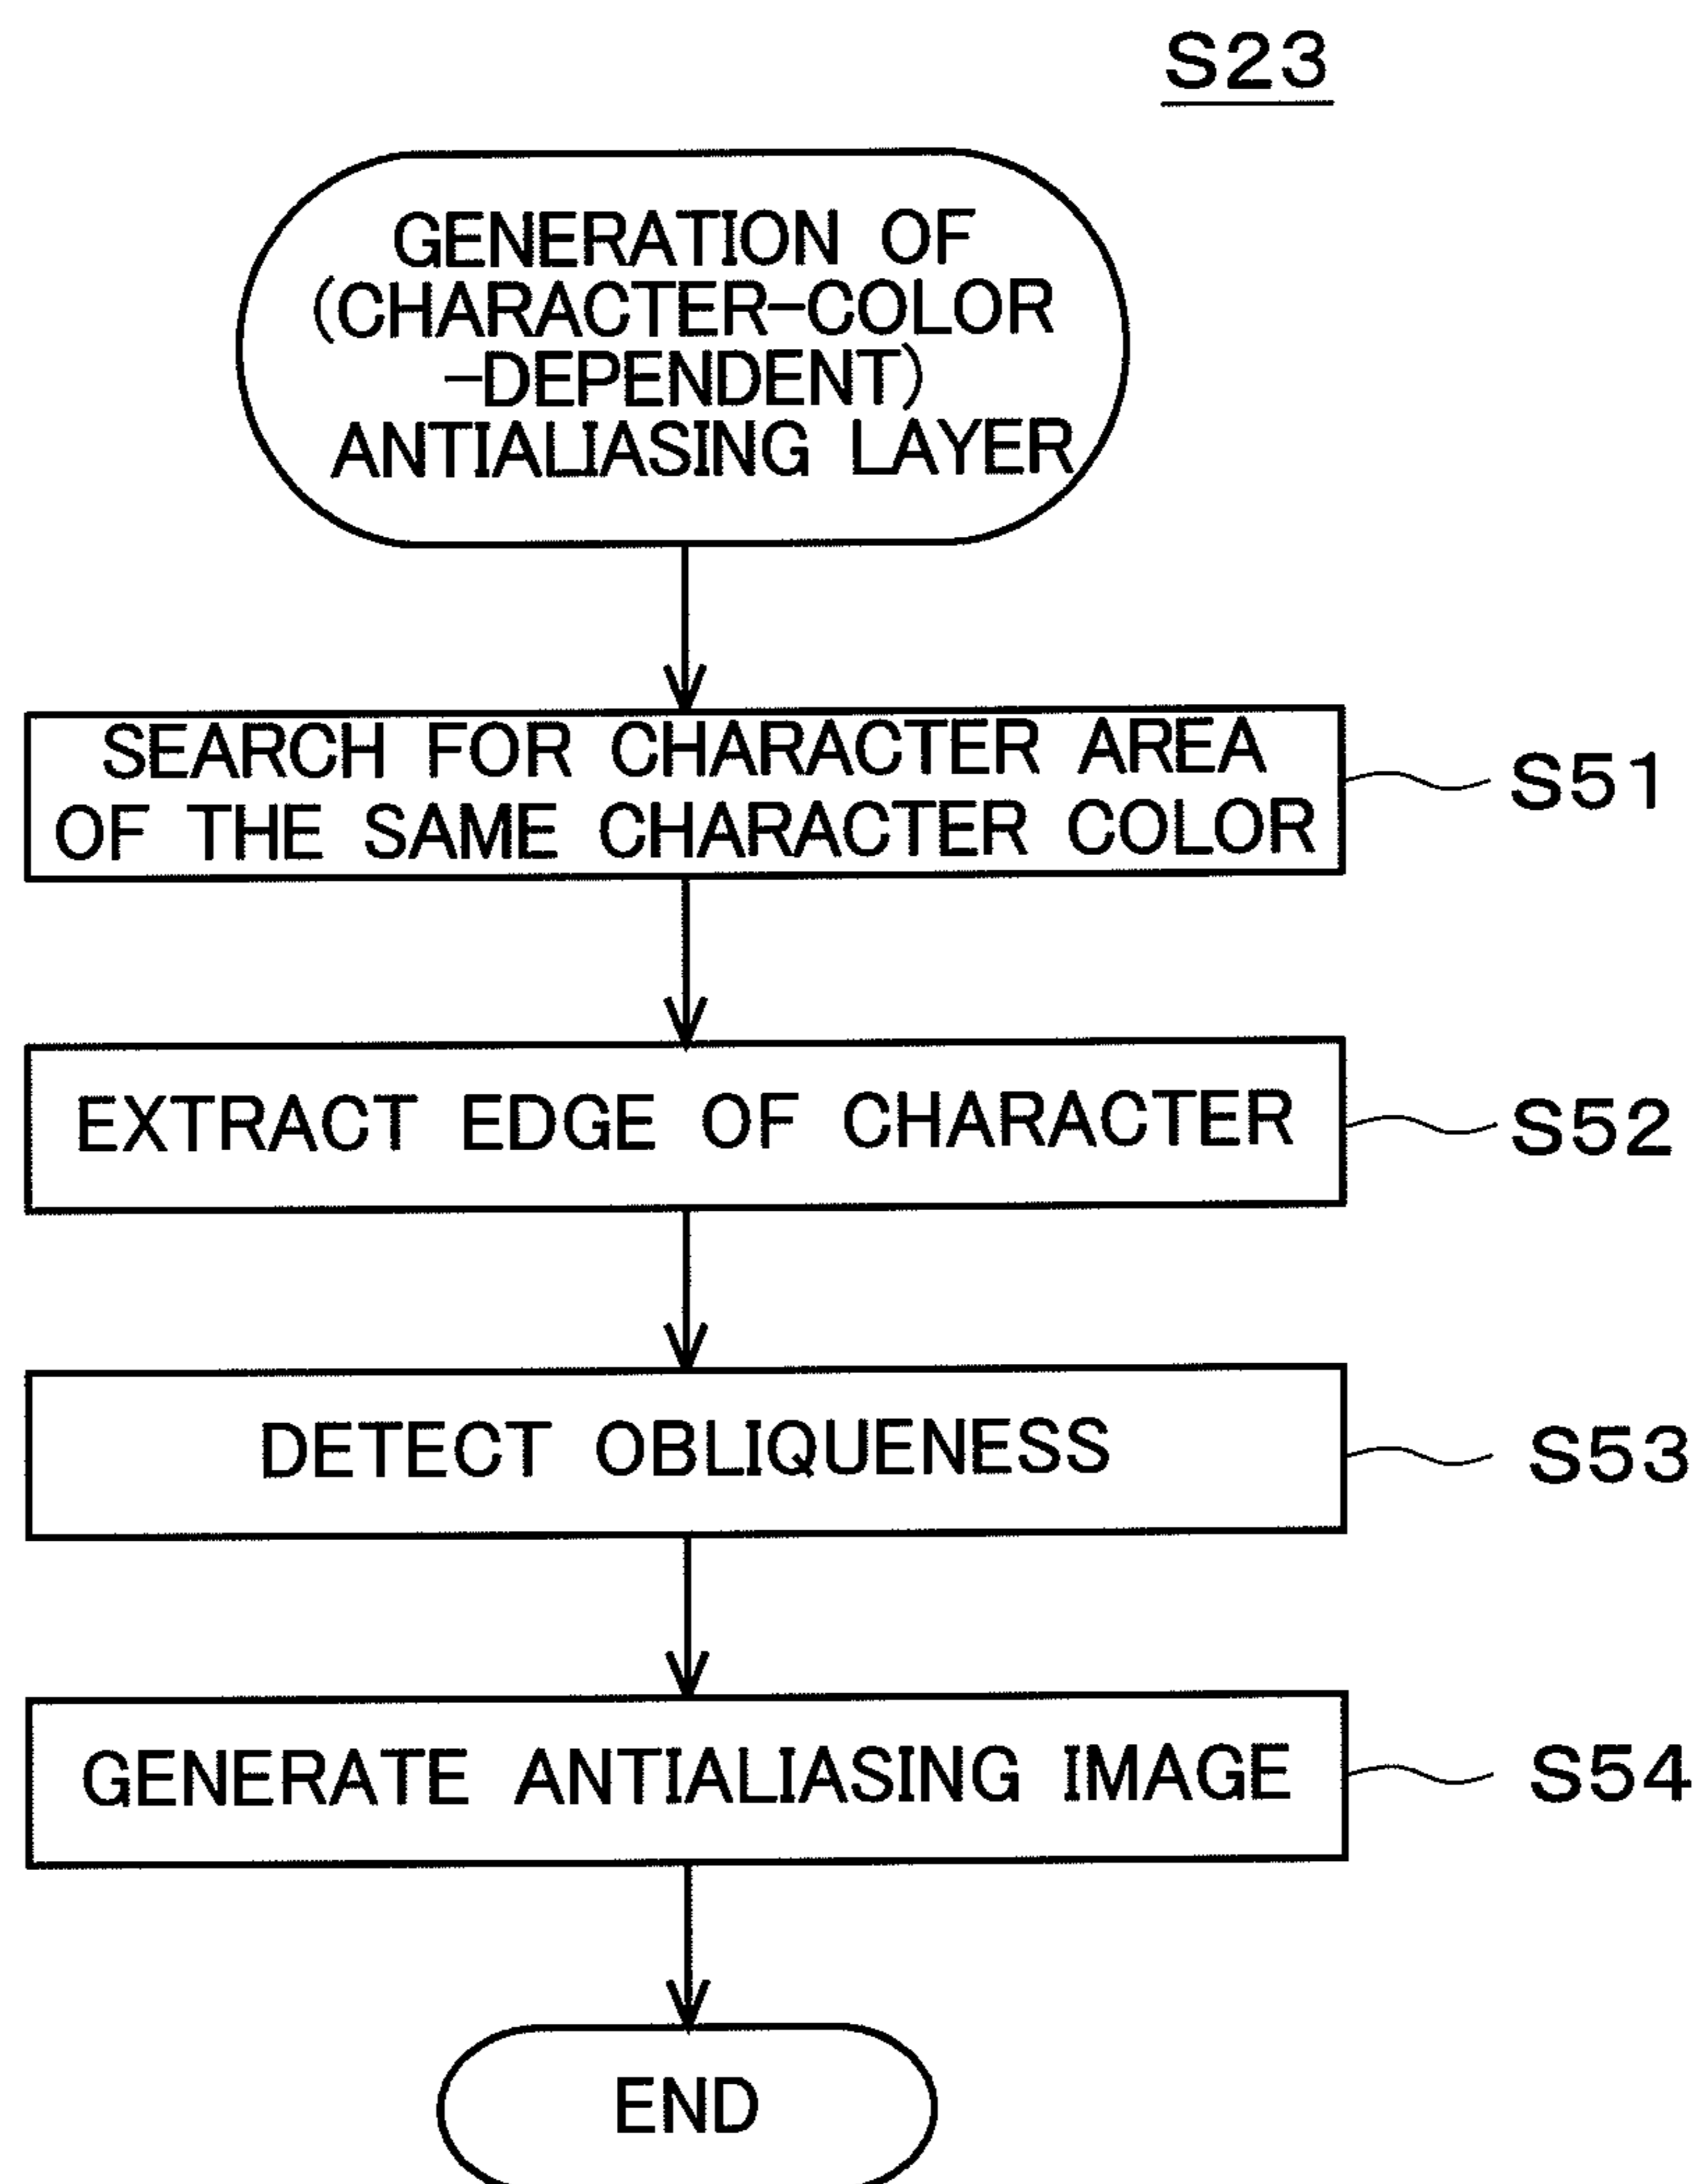 S23
GENERATION OF
(CHARACTER-COLOR
-DEPENDENT)
ANTIALIASING LAYER
SEARCH FOR CHARACTER AREA
OF THE SAME CHARACTER COLOR
S51
EXTRACT EDGE OF CHARACTER
S52
DETECT OBLIQUENESS
S53
GENERATE ANTIALIASING IMAGE
S54
END